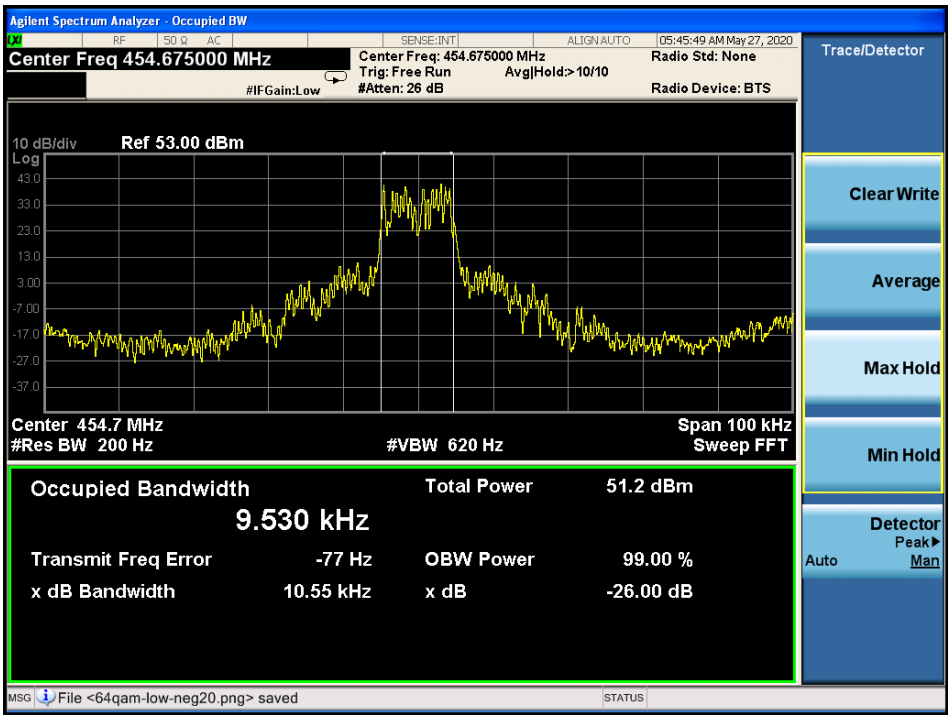 Agilent Spectrum Analyzer - Occupied BW
LXI RF 50 Ω AC SENSE:INT ALIGN AUTO 05:45:49 AM May 27, 2020
Center Freq 454.675000 MHz
Center Freq: 454.675000 MHz
Radio Std: None
Trig: Free Run Avg|Hold:>10/10
#IFGain:Low
#Atten: 26 dB
Radio Device: BTS
Trace/Detector
10 dB/div Ref 53.00 dBm
Log
43.0
33.0
23.0
13.0
3.00
-7.00
-17.0
-27.0
-37.0
Center 454.7 MHz
Span 100 kHz
#Res BW 200 Hz
#VBW 620 Hz
Sweep FFT
Occupied Bandwidth
Total Power 51.2 dBm
9.530 kHz
Transmit Freq Error -77 Hz
OBW Power 99.00 %
x dB Bandwidth 10.55 kHz
x dB -26.00 dB
Clear Write
Average
Max Hold
Min Hold
Detector
Peak▶
Auto Man
MSG File <64qam-low-neg20.png> saved
STATUS